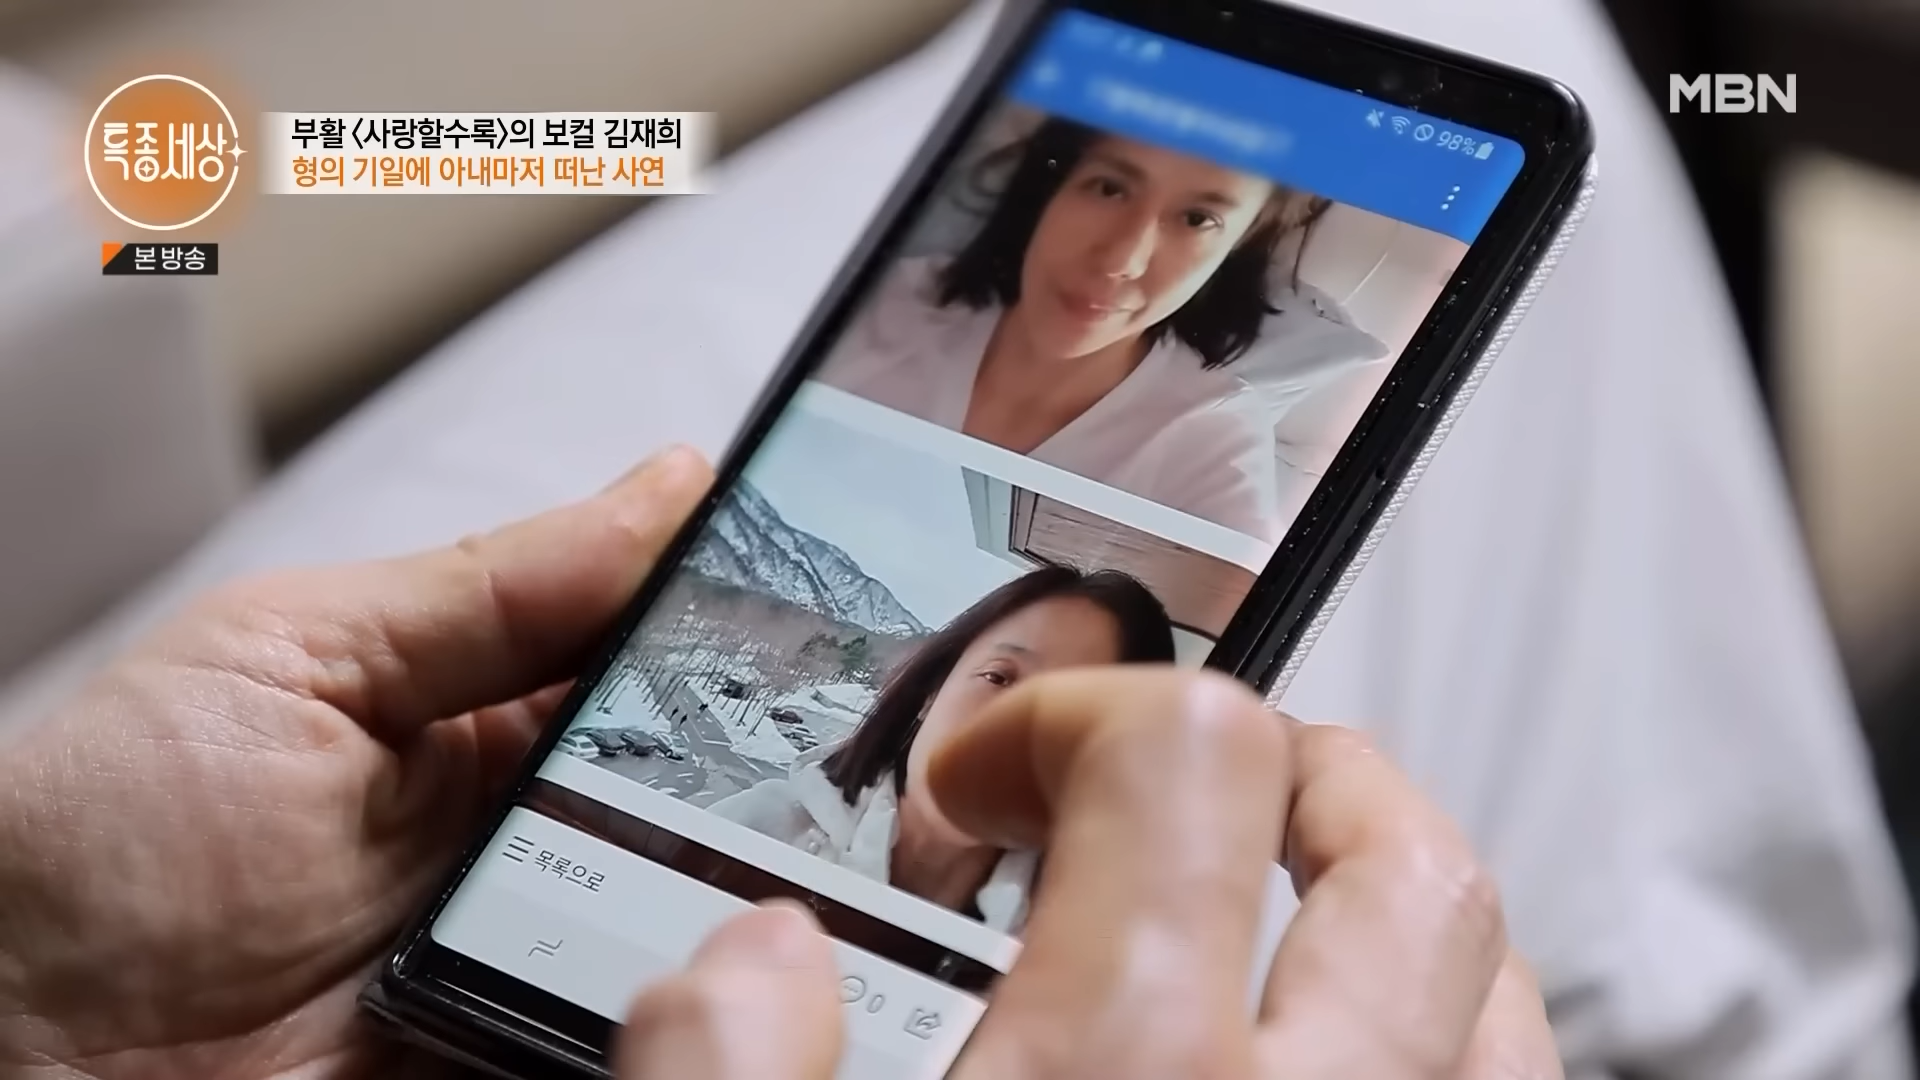 특종세상
부활 〈사랑할수록〉의 보컬 김재희
형의 기일에 아내마저 떠난 사연
본방송
MBN
98%
목록으로
0